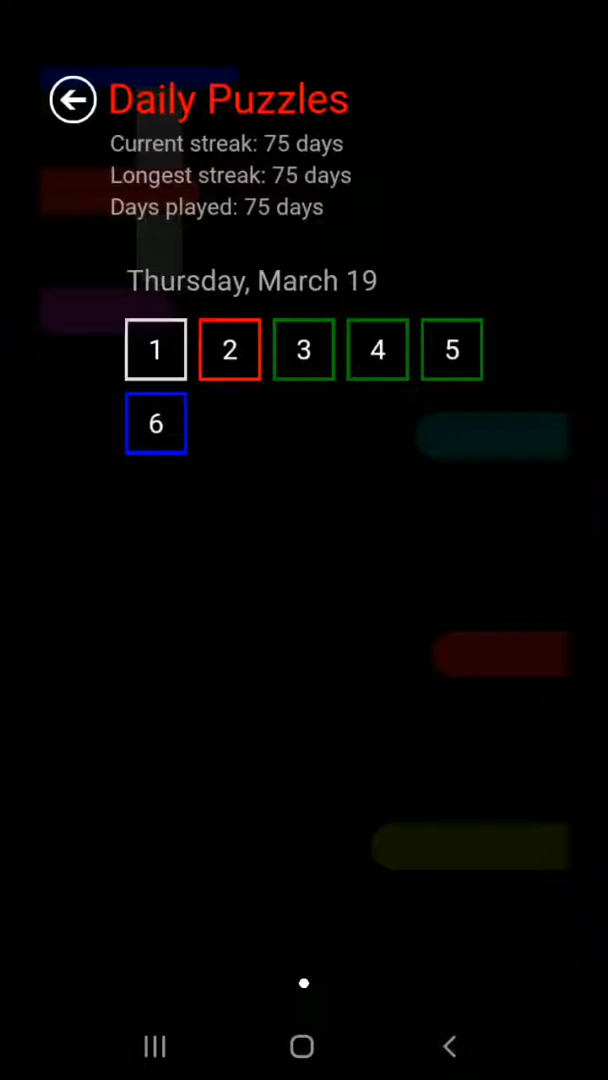 Daily Puzzles
Current streak: 75 days
Longest streak: 75 days
Days played: 75 days
Thursday, March 19
1 2 3 4 5
6